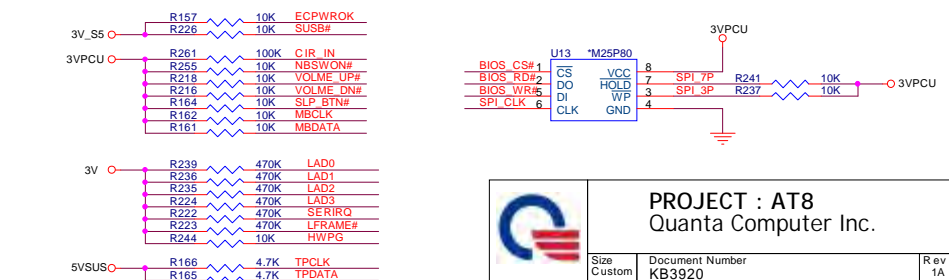 R157 10K ECPWROK
3V_S5 R226 10K SUSB#
3VPCU R261 100K CIR_IN
R255 10K NBSWON#
R218 10K VOLME_UP#
R216 10K VOLME_DN#
R164 10K SLP_BTN#
R162 10K MBCLK
R161 10K MBDATA
3V R239 470K LAD0
R236 470K LAD1
R235 470K LAD2
R224 470K LAD3
R222 470K SERIRQ
R223 470K LFRAME#
R244 10K HWPG
5VSUS R166 4.7K TPCLK
R165 4.7K TPDATA
3VPCU
U13 *M25P80
BIOS_CS# 1 CS VCC 8
BIOS_RD# 2 DO HOLD 7 SPI_7P R241 10K 3VPCU
BIOS_WR# 5 DI WP 3 SPI_3P R237 10K
SPI_CLK 6 CLK GND 4
PROJECT : AT8
Quanta Computer Inc.
Size Document Number Rev
Custom KB3920 1A